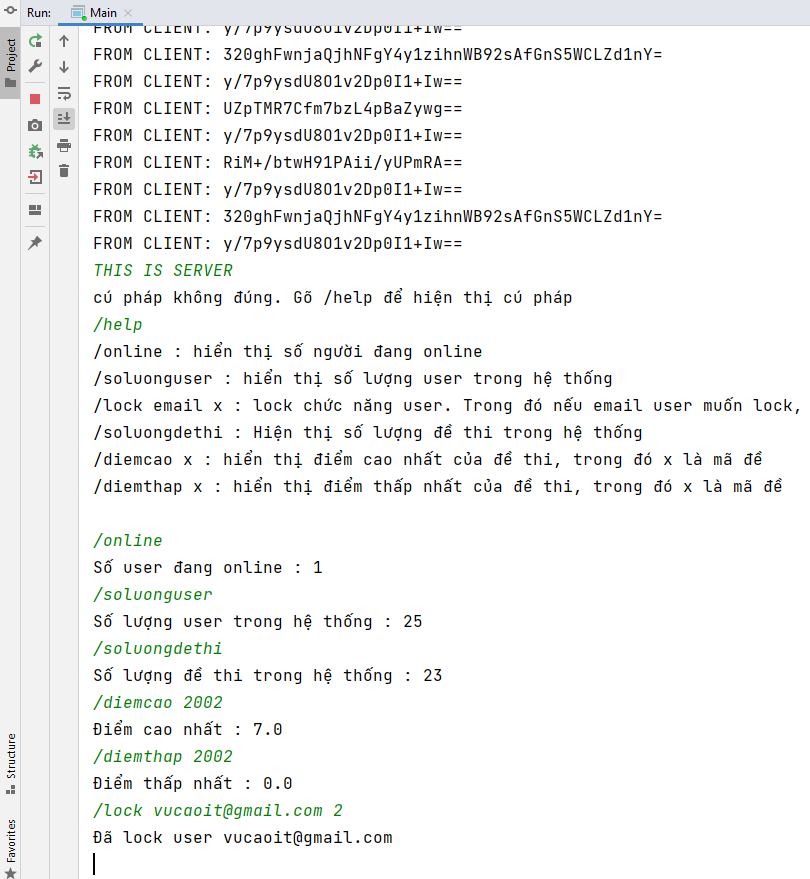 Run: Main
Project
FROM CLIENT: y/7p9ysdU8O1v2Dp0I1+Iw==
FROM CLIENT: 320ghFwnjaQjhNFgY4y1zihnWB92sAfGnS5WCLZd1nY=
FROM CLIENT: y/7p9ysdU8O1v2Dp0I1+Iw==
FROM CLIENT: UZpTMR7Cfm7bzL4pBaZywg==
FROM CLIENT: y/7p9ysdU8O1v2Dp0I1+Iw==
FROM CLIENT: RiM+/btwH91PAii/yUPmRA==
FROM CLIENT: y/7p9ysdU8O1v2Dp0I1+Iw==
FROM CLIENT: 320ghFwnjaQjhNFgY4y1zihnWB92sAfGnS5WCLZd1nY=
FROM CLIENT: y/7p9ysdU8O1v2Dp0I1+Iw==
THIS IS SERVER
cú pháp không đúng. Gõ /help để hiện thị cú pháp
/help
/online : hiển thị số người đang online
/soluonguser : hiển thị số lượng user trong hệ thống
/lock email x : lock chức năng user. Trong đó nếu email user muốn lock,
/soluongdethi : Hiện thị số lượng đề thi trong hệ thống
/diemcao x : hiển thị điểm cao nhất của đề thi, trong đó x là mã đề
/diemthap x : hiển thị điểm thấp nhất của đề thi, trong đó x là mã đề
/online
Số user đang online : 1
/soluonguser
Số lượng user trong hệ thống : 25
/soluongdethi
Số lượng đề thi trong hệ thống : 23
/diemcao 2002
Điểm cao nhất : 7.0
/diemthap 2002
Điểm thấp nhất : 0.0
/lock vucaoit@gmail.com 2
Đã lock user vucaoit@gmail.com
Structure
Favorites